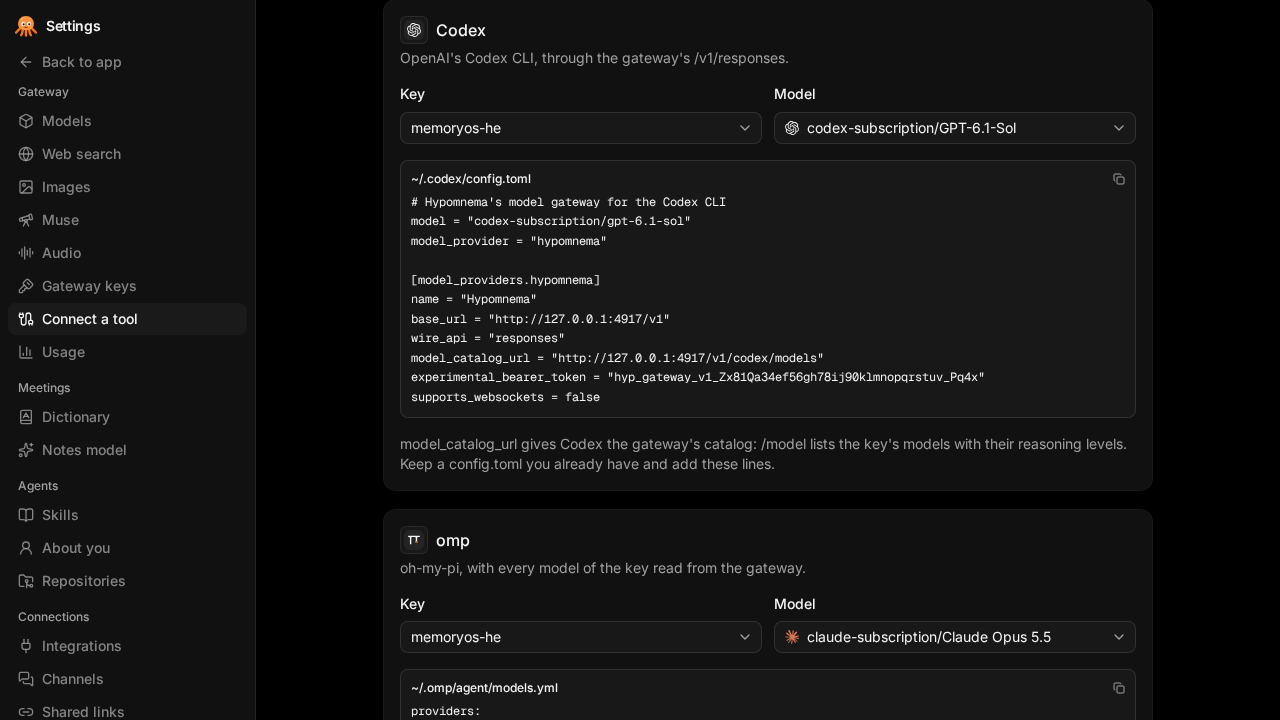 Settings
Back to app
Gateway
Models
Web search
Images
Muse
Audio
Gateway keys
Connect a tool
Usage
Meetings
Dictionary
Notes model
Agents
Skills
About you
Repositories
Connections
Integrations
Channels
Shared links
Codex
OpenAI's Codex CLI, through the gateway's /v1/responses.
Key
Model
memoryos-he
codex-subscription/GPT-6.1-Sol
~/.codex/config.toml
# Hypomnema's model gateway for the Codex CLI
model = "codex-subscription/gpt-6.1-sol"
model_provider = "hypomnema"
[model_providers.hypomnema]
name = "Hypomnema"
base_url = "http://127.0.0.1:4917/v1"
wire_api = "responses"
model_catalog_url = "http://127.0.0.1:4917/v1/codex/models"
experimental_bearer_token = "hyp_gateway_v1_Zx81Qa34ef56gh78ij90klmnopqrstuv_Pq4x"
supports_websockets = false
model_catalog_url gives Codex the gateway's catalog: /model lists the key's models with their reasoning levels.
Keep a config.toml you already have and add these lines.
omp
oh-my-pi, with every model of the key read from the gateway.
Key
Model
memoryos-he
claude-subscription/Claude Opus 5.5
~/.omp/agent/models.yml
providers: